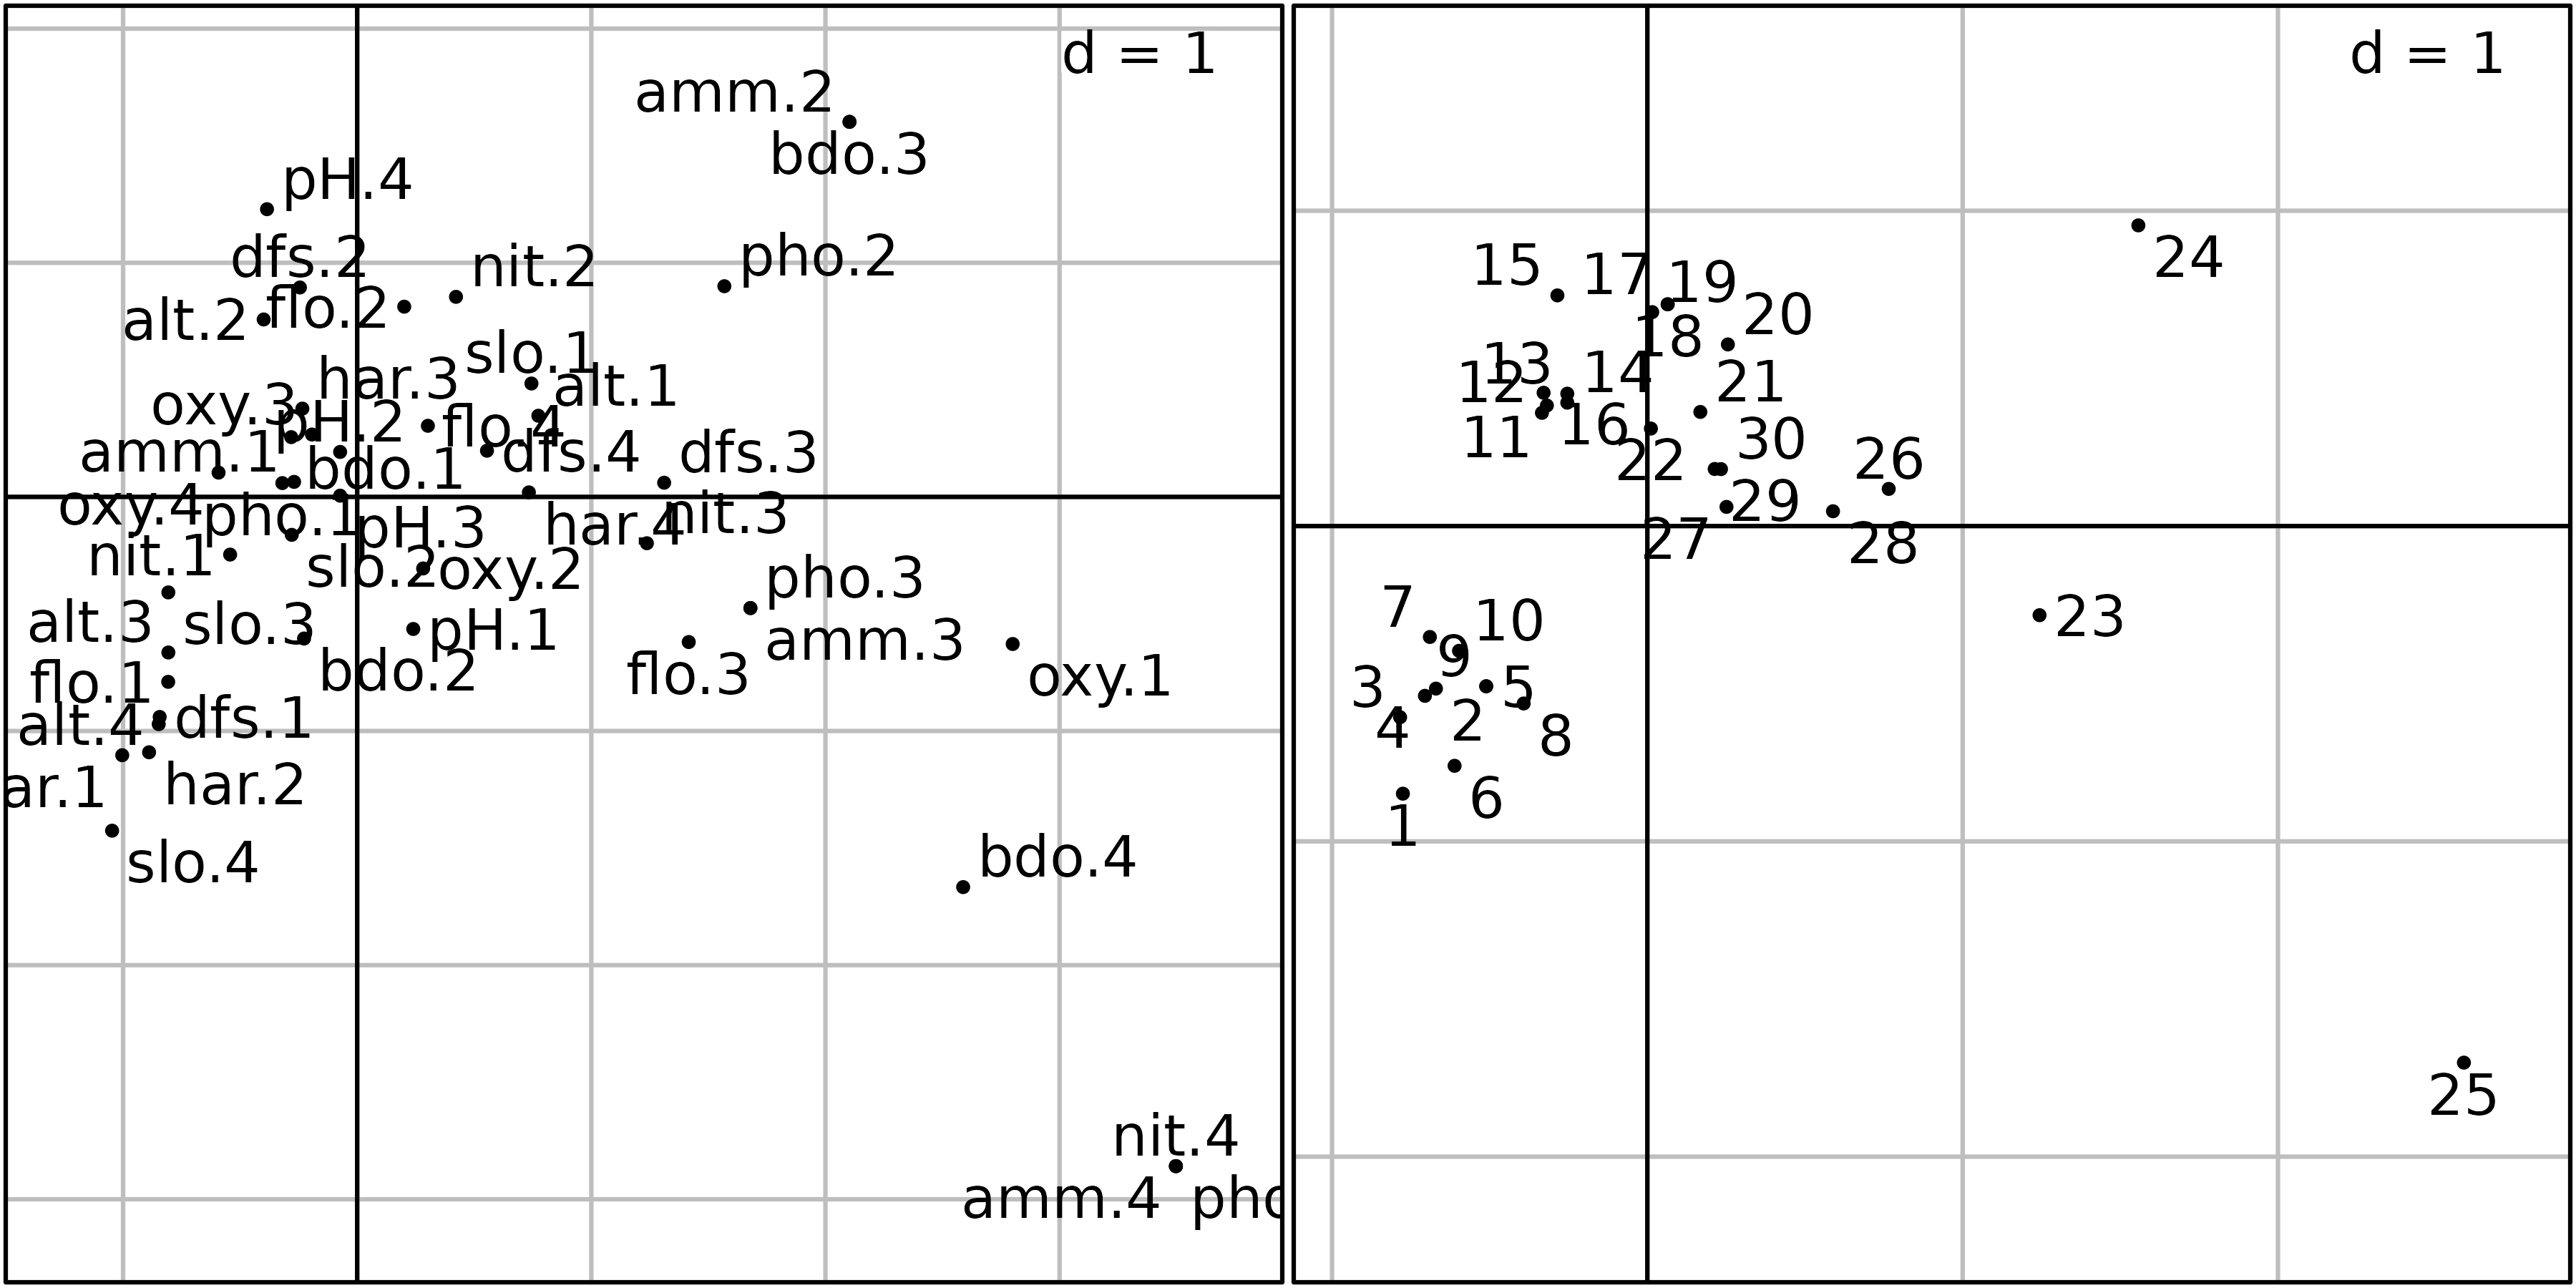 d = 1
amm.2
bdo.3
pH.4
dfs.2
nit.2
pho.2
alt.2
flo.2
slo.1
har.3
alt.1
oxy.3
pH.2
flo.4
amm.1
bdo.1
dfs.4
dfs.3
oxy.4
pho.1
pH.3
har.4
nit.3
nit.1
slo.2
oxy.2
pho.3
alt.3
slo.3
pH.1
amm.3
flo.1
bdo.2
flo.3
oxy.1
alt.4
dfs.1
ar.1
har.2
slo.4
bdo.4
nit.4
amm.4
pho
d = 1
24
15
17
19
20
18
13
12
14
21
11
16
22
30
26
29
27
28
7
10
9
23
3
5
4
2
8
6
1
25